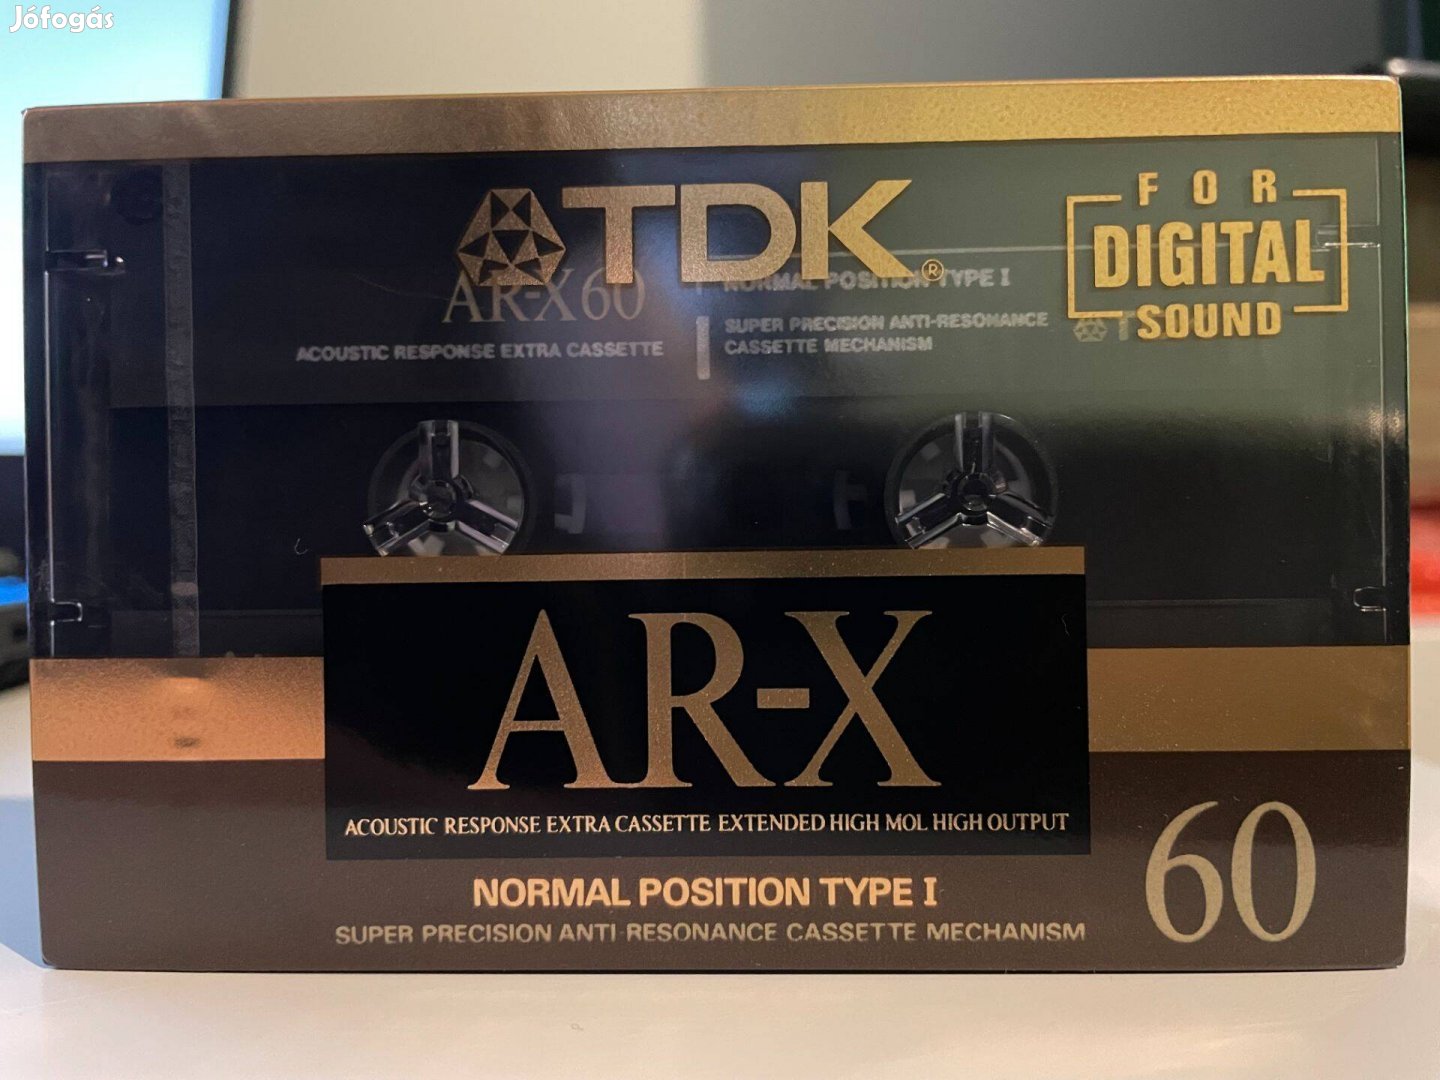 Jófogás
TDK®
FOR
DIGITAL
SOUND
AR-X60
NORMAL POSITION TYPE I
ACOUSTIC RESPONSE EXTRA CASSETTE
SUPER PRECISION ANTI-RESONANCE
CASSETTE MECHANISM
AR-X
ACOUSTIC RESPONSE EXTRA CASSETTE EXTENDED HIGH MOL HIGH OUTPUT
NORMAL POSITION TYPE I
SUPER PRECISION ANTI-RESONANCE CASSETTE MECHANISM
60